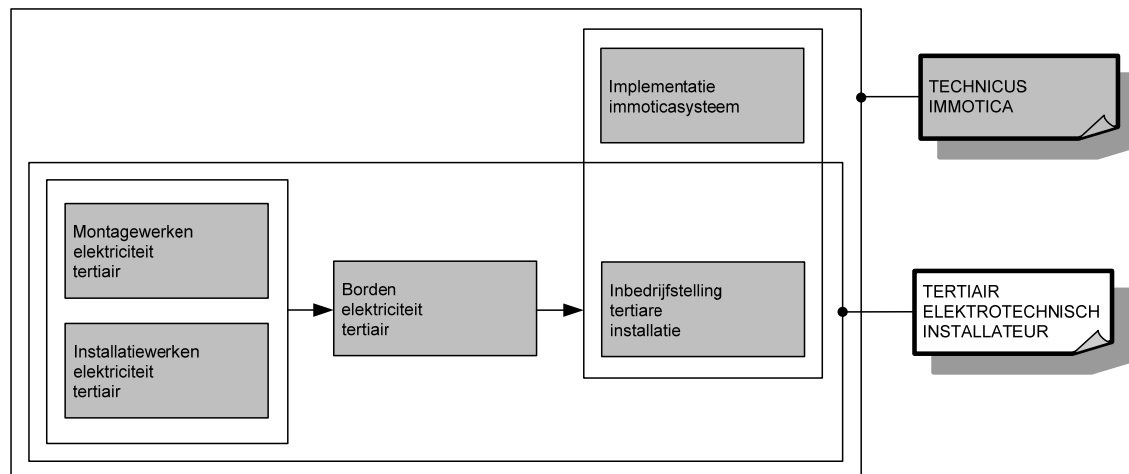 Implementatie
immoticasysteem
TECHNICUS
IMMOTICA
Montagewerken
elektriciteit
tertiair
Installatiewerken
elektriciteit
tertiair
Borden
elektriciteit
tertiair
Inbedrijfstelling
tertiare
installatie
TERTIAIR
ELEKTROTECHNISCH
INSTALLATEUR